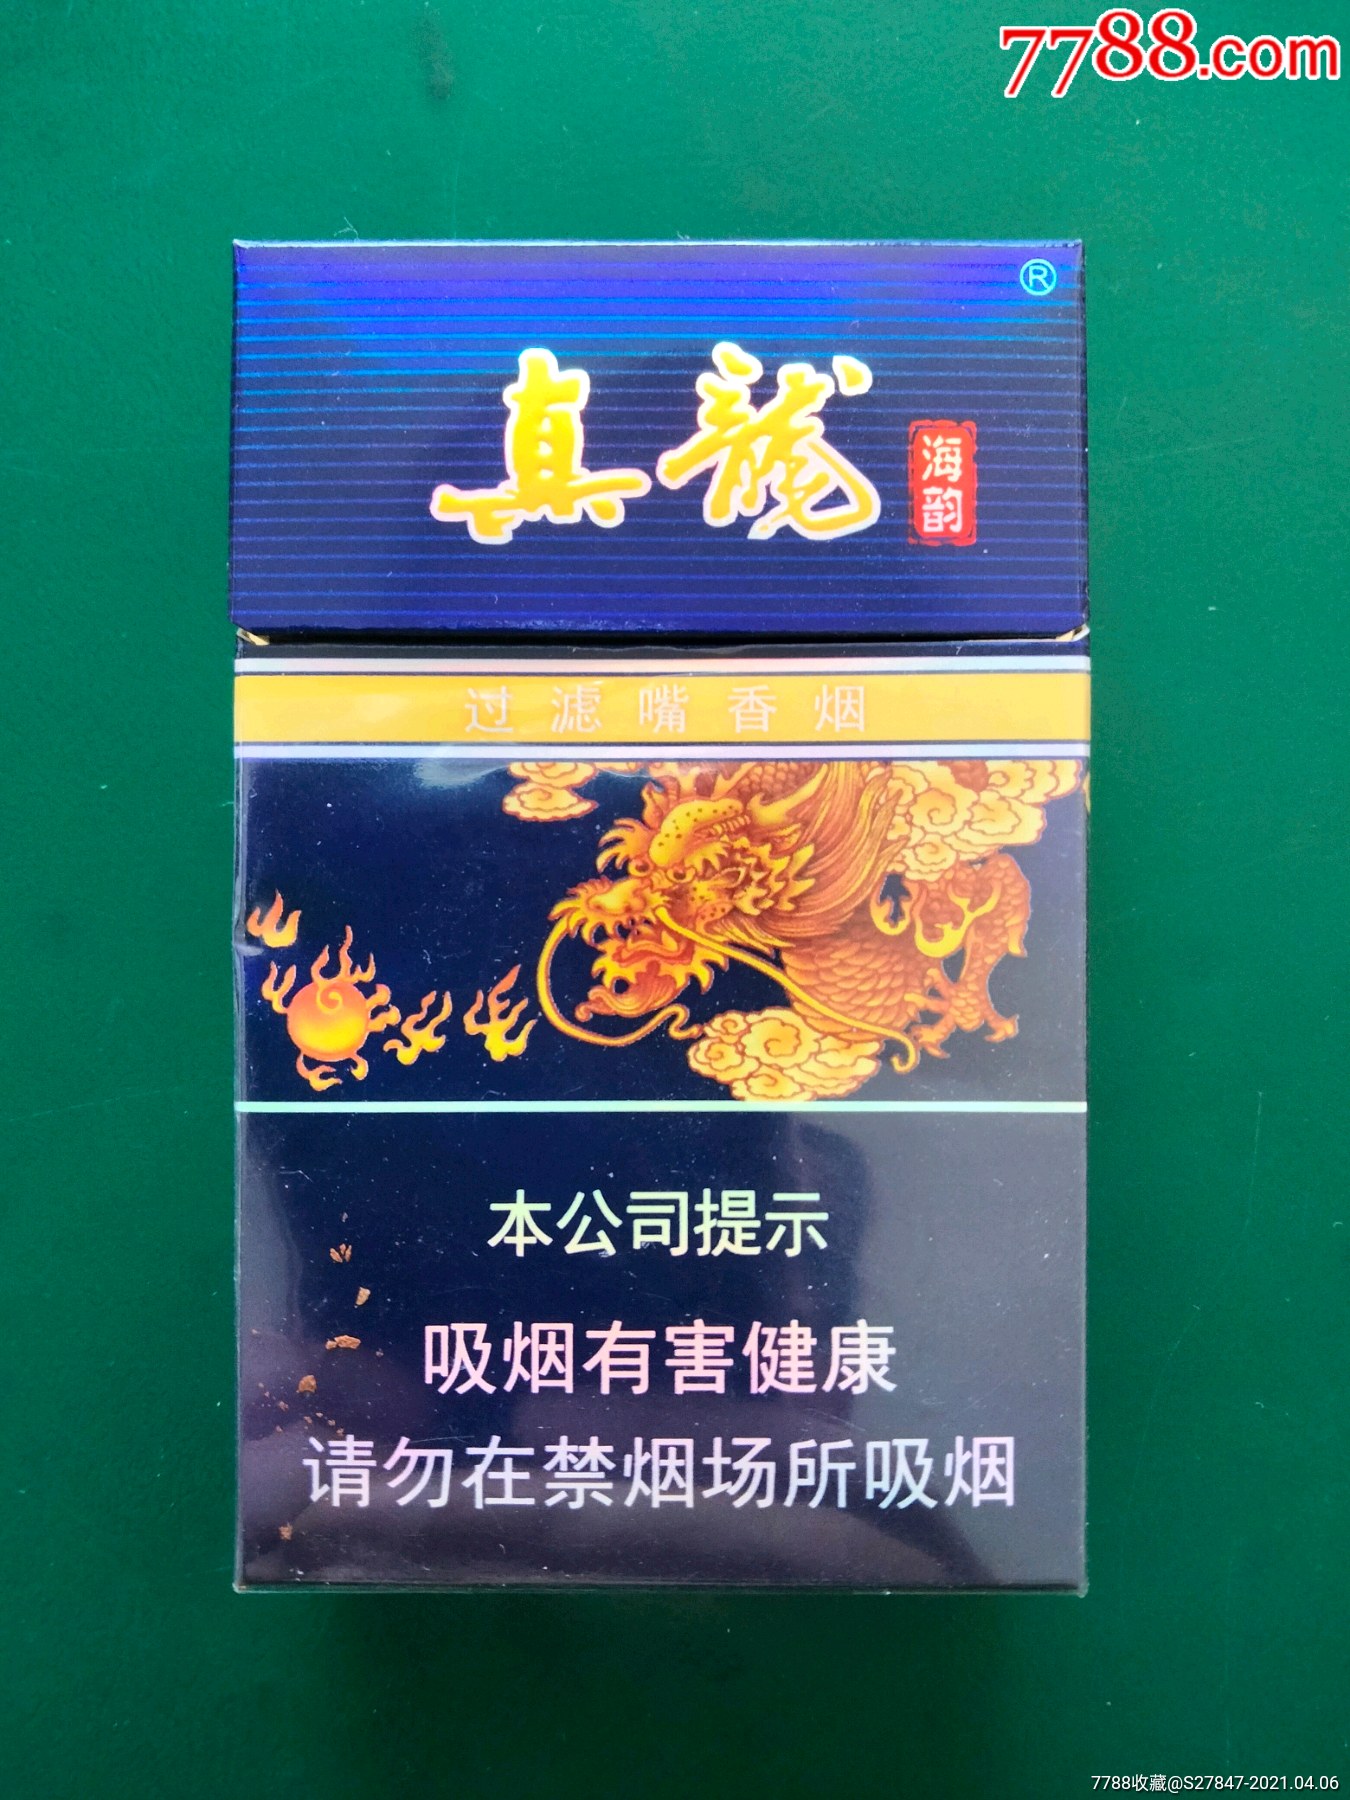 7788.com
®
真龍
海韵
过滤嘴香烟
本公司提示
吸烟有害健康
请勿在禁烟场所吸烟
7788收藏@S27847-2021.04.06